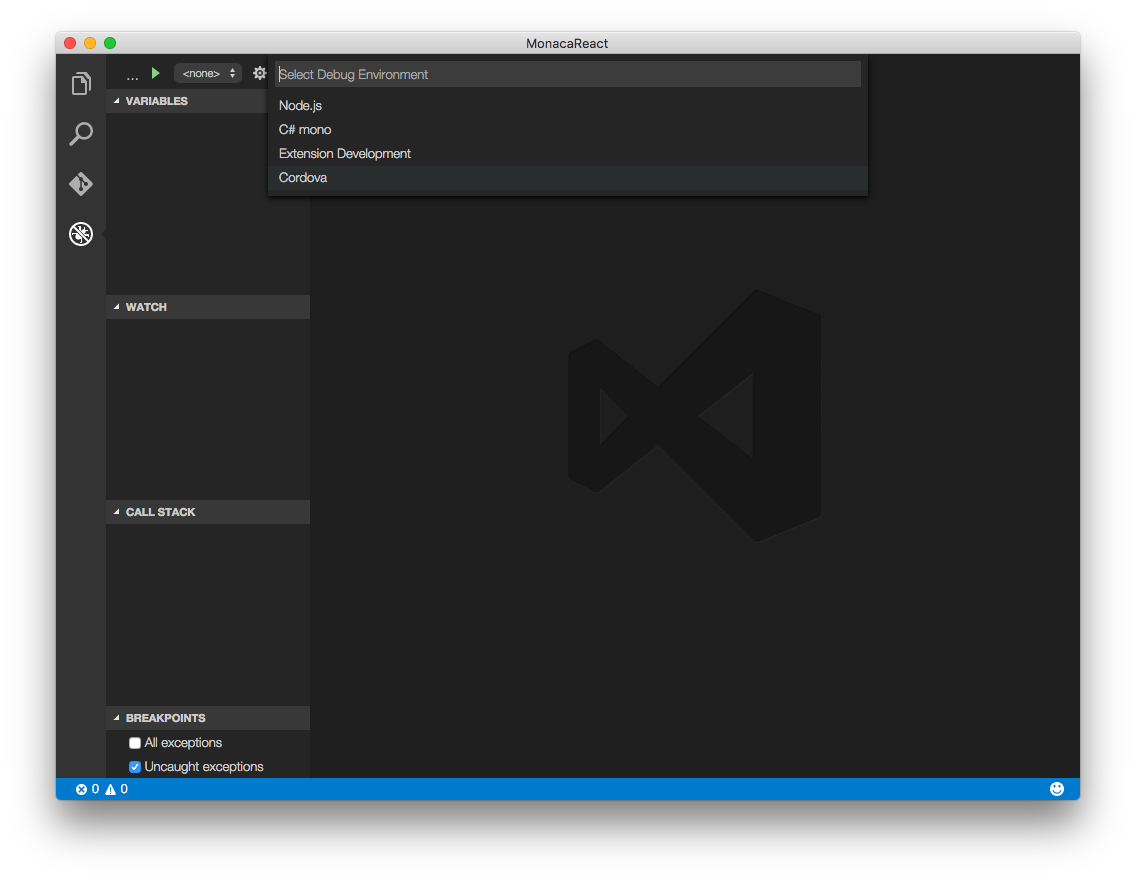 MonacaReact
... <none>
Select Debug Environment
Node.js
C# mono
Extension Development
Cordova
VARIABLES
WATCH
CALL STACK
BREAKPOINTS
All exceptions
Uncaught exceptions
0 0